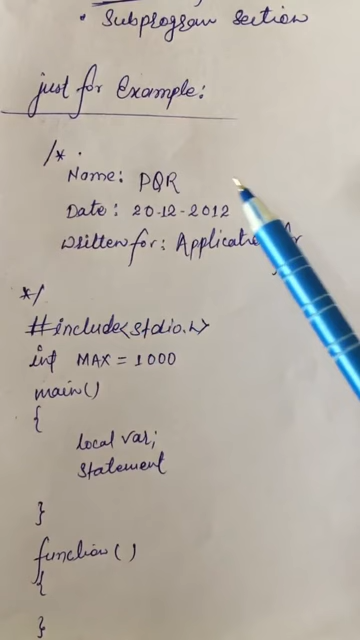 • Subprogram section
just for Example:
/*
Name: PQR
Date: 20-12-2012
Written for: Applicati
*/
#include<stdio.h>
int MAX = 1000
main()
{
local var;
statement
}
function()
{
}